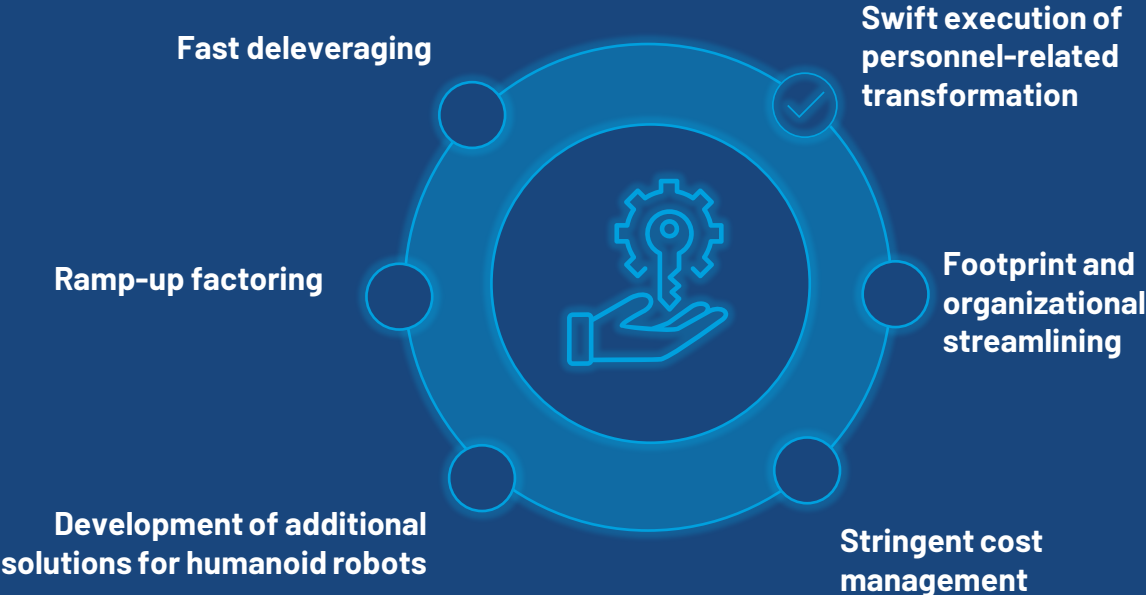 Fast deleveraging
Swift execution of
personnel-related
transformation
Ramp-up factoring
Footprint and
organizational
streamlining
Development of additional
solutions for humanoid robots
Stringent cost
management